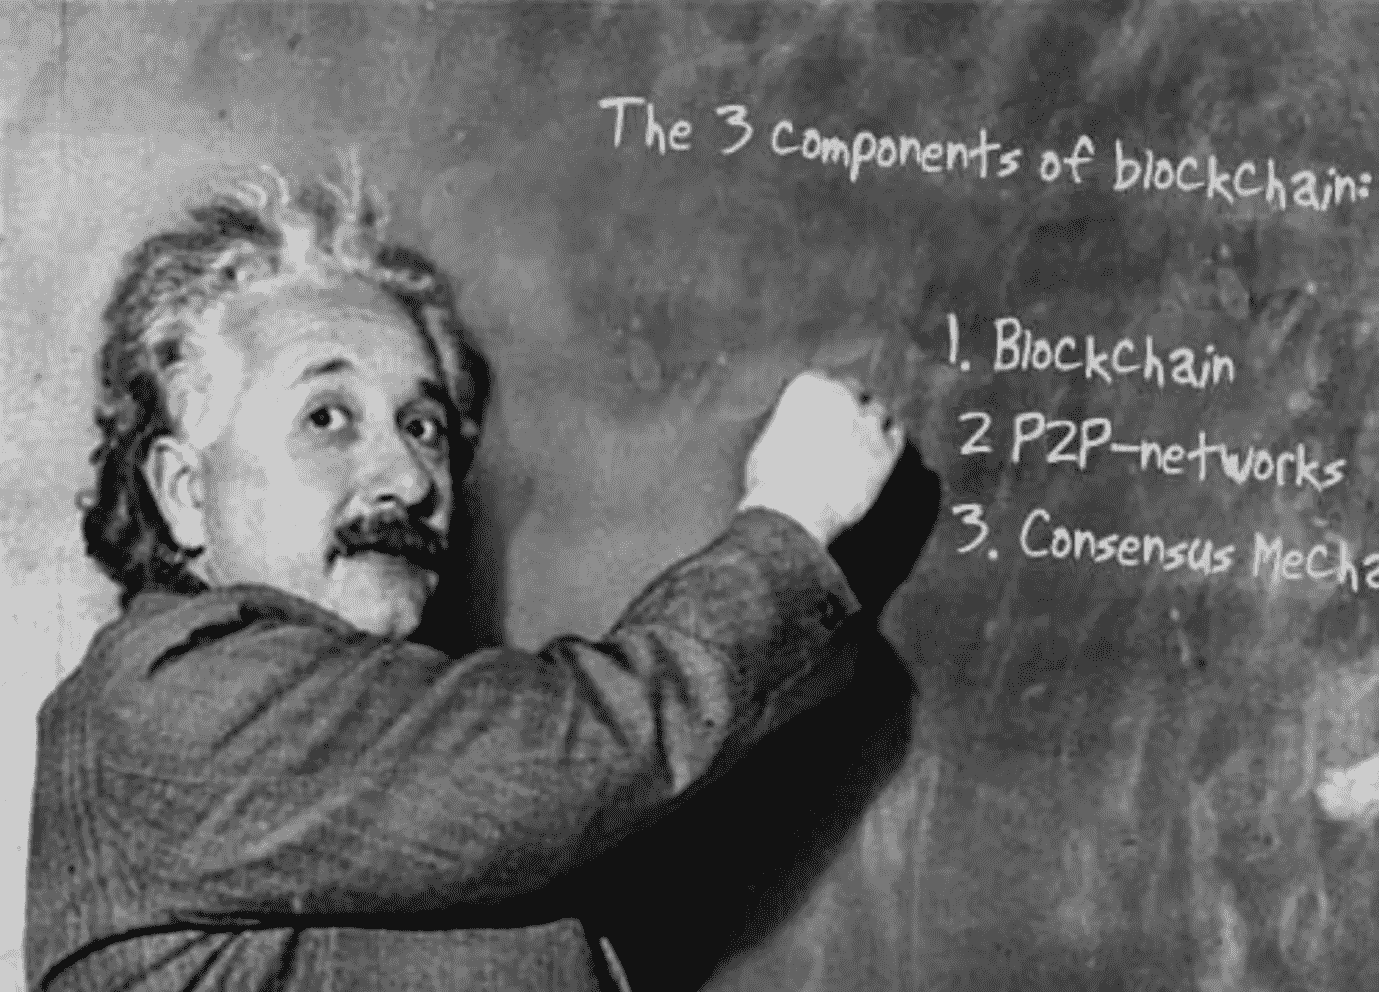 The 3 components of blockchain:
1. Blockchain
2 P2P-networks
3. Consensus Mecha